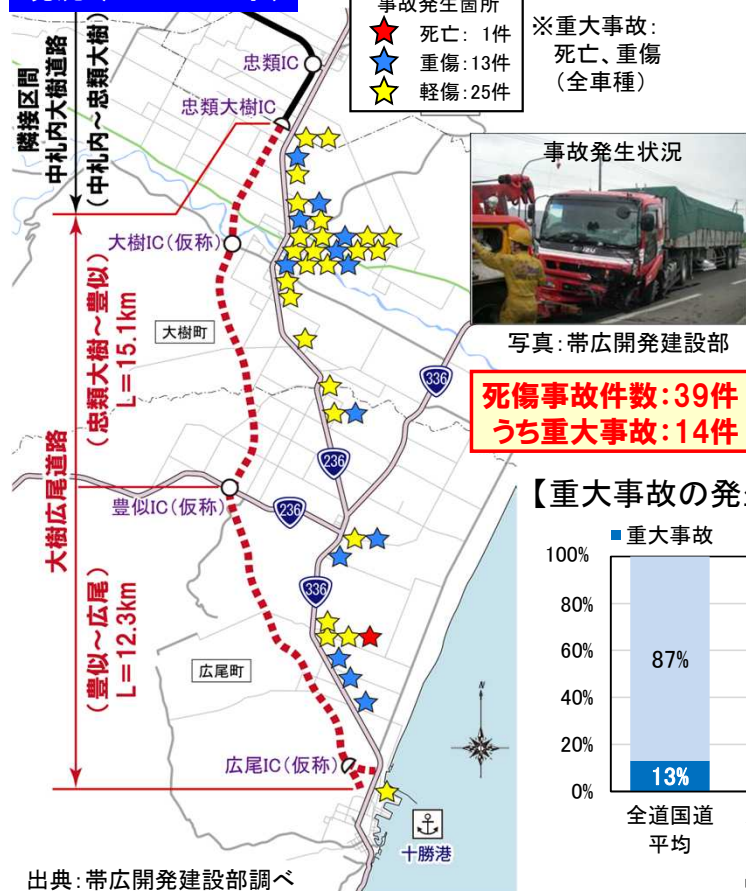 事故発生箇所
死亡: 1件
重傷:13件
軽傷:25件
※重大事故:
死亡、重傷
(全車種)
隣接区間
中札内大樹道路
(中札内~忠類大樹)
忠類IC
忠類大樹IC
大樹IC(仮称)
大樹町
大樹広尾道路
(忠類大樹~豊似)
L=15.1km
336
236
豊似IC(仮称)
236
336
(豊似~広尾)
L=12.3km
広尾町
広尾IC(仮称)
N
十勝港
出典:帯広開発建設部調べ
事故発生状況
写真:帯広開発建設部
死傷事故件数:39件
うち重大事故:14件
【重大事故の発
重大事故
100%
80%
60%
40%
20%
0%
87%
13%
全道国道
平均